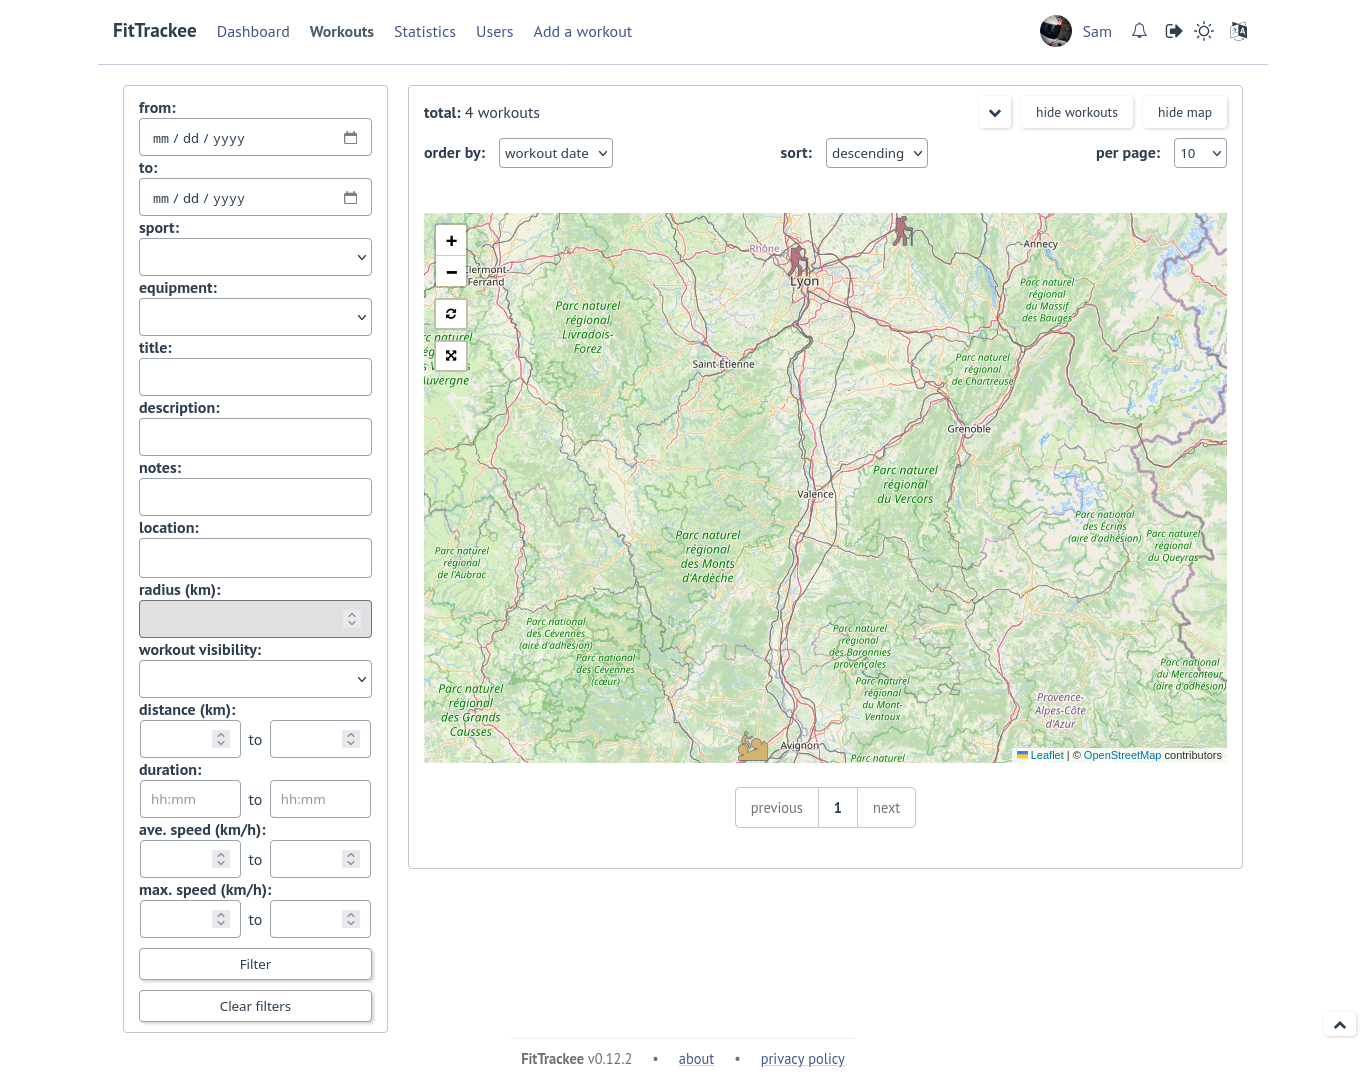 FitTrackee Dashboard Workouts Statistics Users Add a workout Sam
from:
mm / dd / yyyy
to:
mm / dd / yyyy
sport:
equipment:
title:
description:
notes:
location:
radius (km):
workout visibility:
distance (km):
to
duration:
hh:mm to hh:mm
ave. speed (km/h):
to
max. speed (km/h):
to
Filter
Clear filters
total: 4 workouts hide workouts hide map
order by: workout date sort: descending per page: 10
+
−
Clermont-
Ferrand
Rhône
Lyon
Annecy
Parc naturel
régional
Livradois-
Forez
Parc naturel
régional
du Massif
des Bauges
Auvergne
Saint-Étienne
Parc naturel
régional
de Chartreuse
Grenoble
Parc naturel
régional
du Vercors
Valence
Parc national
des Écrins
(aire d'adhésion)
Parc naturel
régional
du Queyras
Parc naturel
régional
de l'Aubrac
Parc naturel
régional
des Monts
d'Ardèche
Parc national
des Cévennes
(aire d'adhésion)
Parc national
des Cévennes
(cœur)
Parc naturel
régional
des Baronnies
provençales
Parc national
du Mercantour
(aire d'adhésion)
Parc naturel
régional
des Grands
Causses
Parc naturel
régional
du Mont-
Ventoux
Provence-
Alpes-Côte
d'Azur
Avignon
Parc naturel
Leaflet | © OpenStreetMap contributors
previous 1 next
FitTrackee v0.12.2 • about • privacy policy